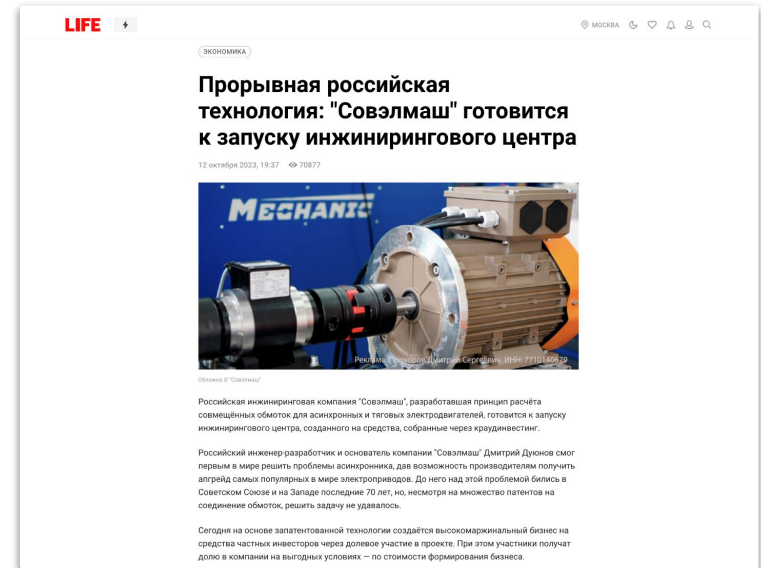 LIFE
МОСКВА
ЭКОНОМИКА
Прорывная российская
технология: "Совэлмаш" готовится
к запуску инжинирингового центра
12 октября 2023, 19:37 70877
MECHANIC
Реклама. Прохоров Дмитрий Сергеевич. ИНН: 7710140679
Обложка © "Совэлмаш"
Российская инжиниринговая компания "Совэлмаш", разработавшая принцип расчёта
совмещённых обмоток для асинхронных и тяговых электродвигателей, готовится к запуску
инжинирингового центра, созданного на средства, собранные через краудинвестинг.
Российский инженер-разработчик и основатель компании "Совэлмаш" Дмитрий Дуюнов смог
первым в мире решить проблемы асинхронника, дав возможность производителям получить
апгрейд самых популярных в мире электроприводов. До него над этой проблемой бились в
Советском Союзе и на Западе последние 70 лет, но, несмотря на множество патентов на
соединение обмоток, решить задачу не удавалось.
Сегодня на основе запатентованной технологии создаётся высокомаржинальный бизнес на
средства частных инвесторов через долевое участие в проекте. При этом участники получат
долю в компании на выгодных условиях — по стоимости формирования бизнеса.